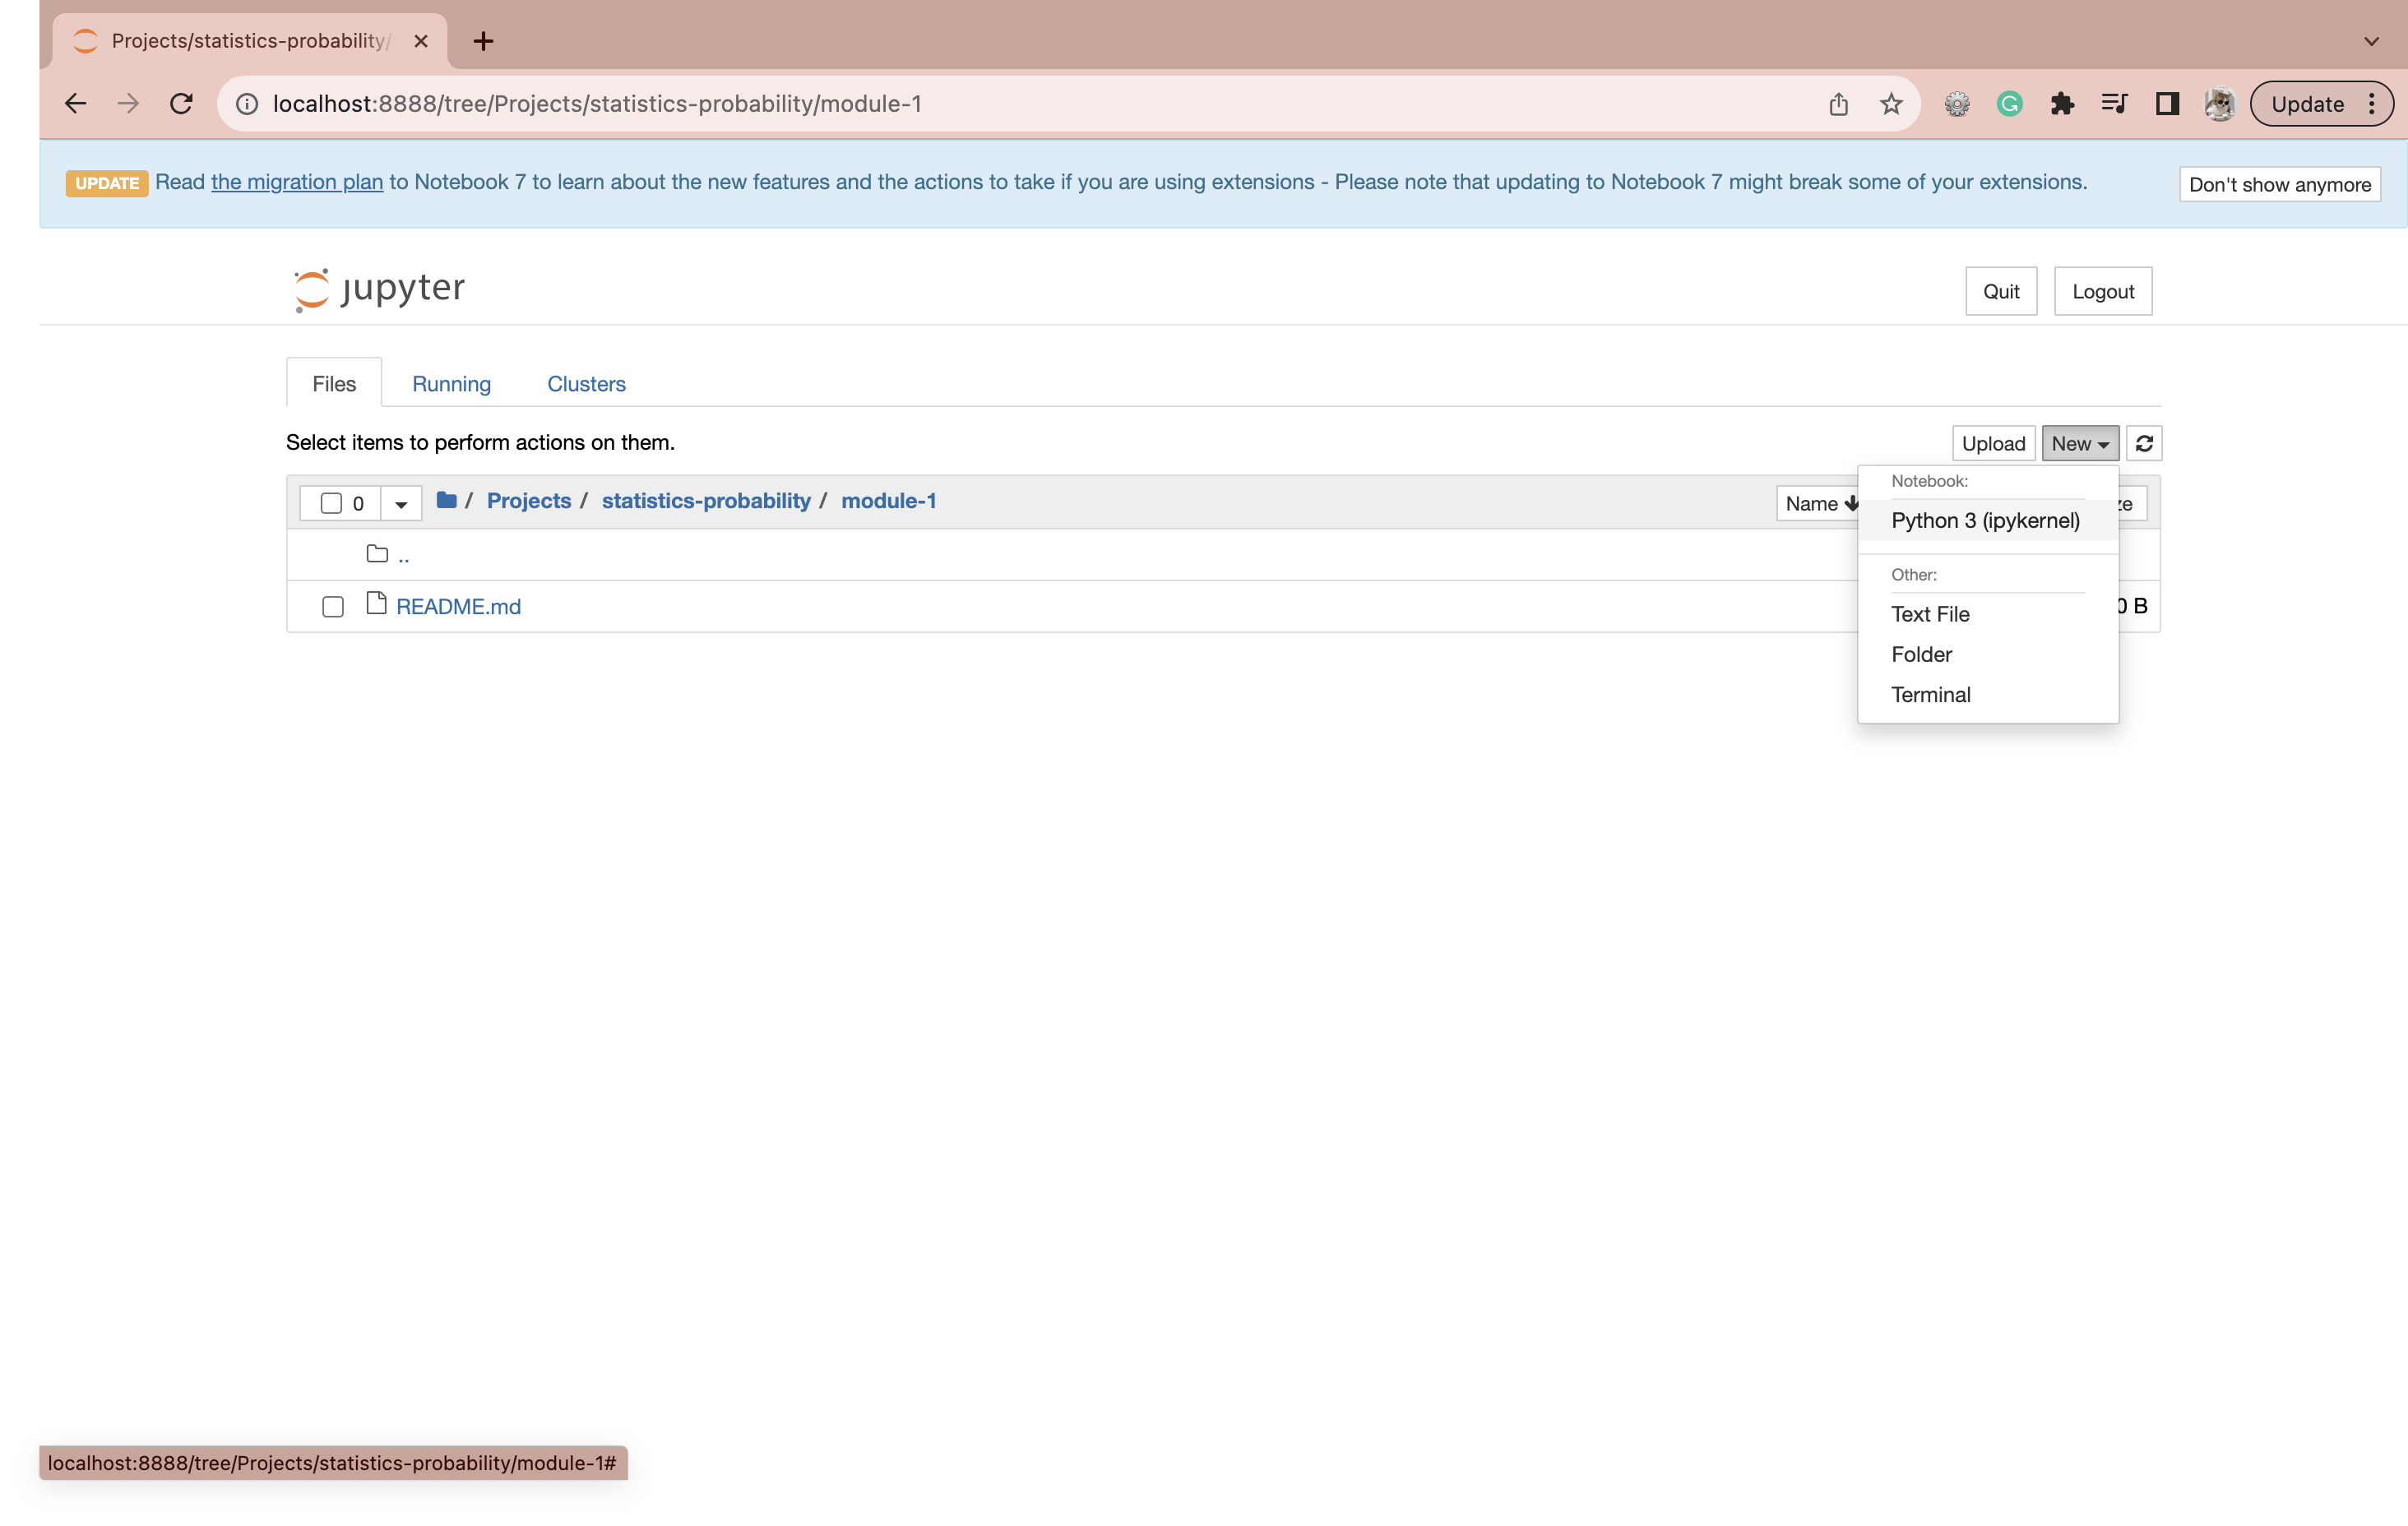 Projects/statistics-probability/
localhost:8888/tree/Projects/statistics-probability/module-1
Update
UPDATE Read the migration plan to Notebook 7 to learn about the new features and the actions to take if you are using extensions - Please note that updating to Notebook 7 might break some of your extensions.
Don't show anymore
jupyter
Quit
Logout
Files
Running
Clusters
Select items to perform actions on them.
Upload
New
0
/ Projects / statistics-probability / module-1
Name
Notebook:
Python 3 (ipykernel)
..
Other:
README.md
0 B
Text File
Folder
Terminal
localhost:8888/tree/Projects/statistics-probability/module-1#